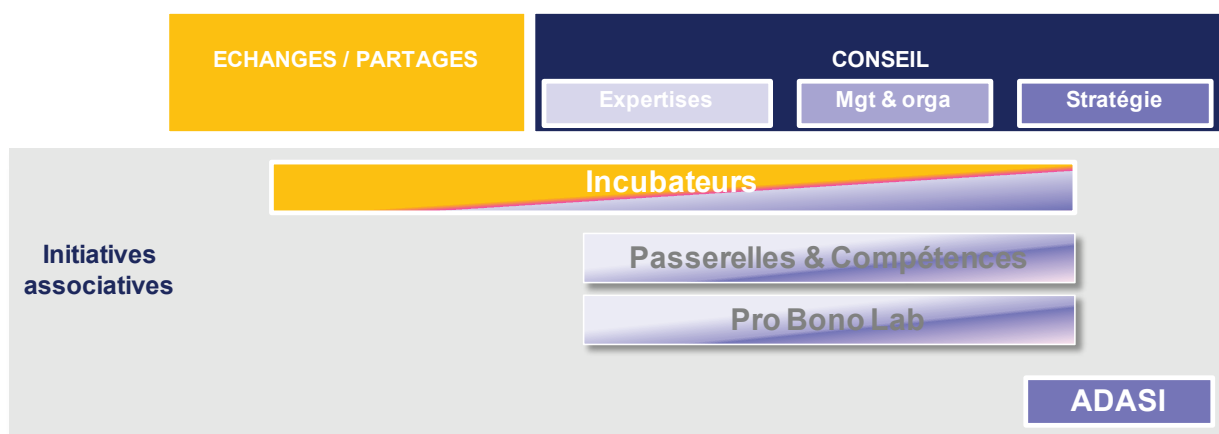 ECHANGES / PARTAGES
CONSEIL
Expertises
Mgt & orga
Stratégie
Incubateurs
Initiatives
associatives
Passerelles & Compétences
Pro Bono Lab
ADASI